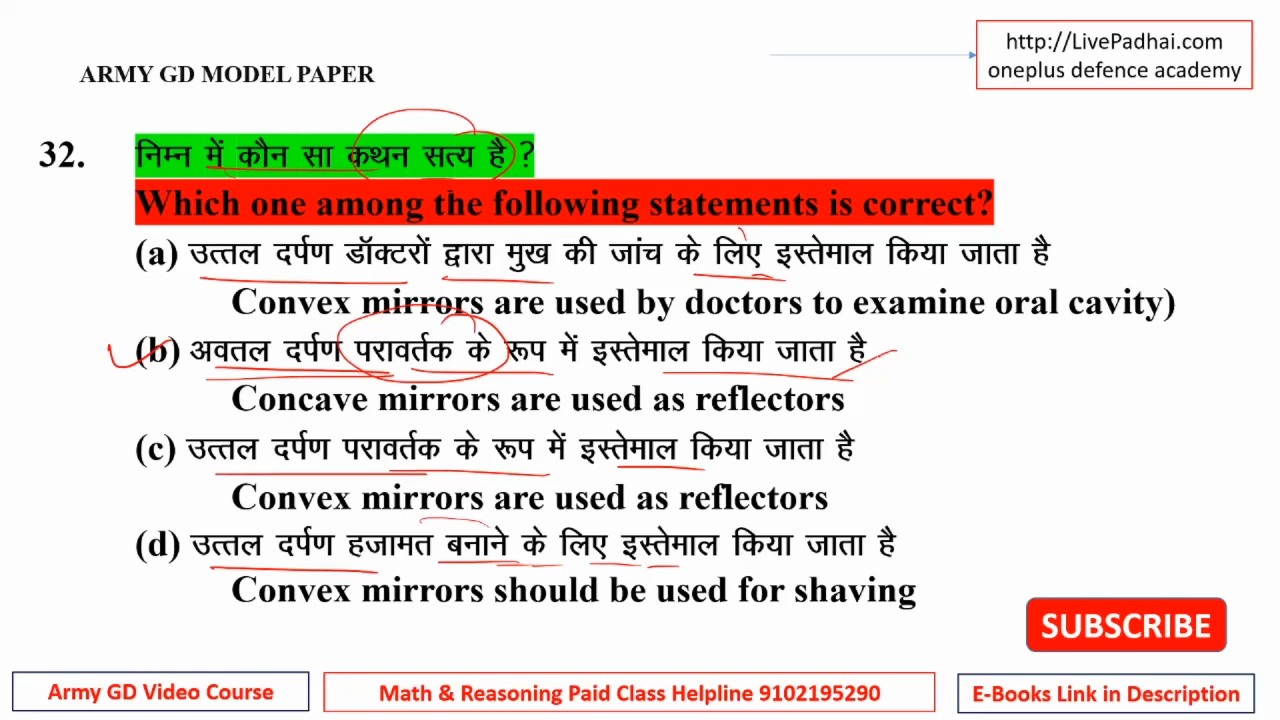 http://LivePadhai.com
oneplus defence academy
ARMY GD MODEL PAPER
32. निम्न में कौन सा कथन सत्य है ?
Which one among the following statements is correct?
(a) उत्तल दर्पण डॉक्टरों द्वारा मुख की जांच के लिए इस्तेमाल किया जाता है
Convex mirrors are used by doctors to examine oral cavity)
(b) अवतल दर्पण परावर्तक के रूप में इस्तेमाल किया जाता है
Concave mirrors are used as reflectors
(c) उत्तल दर्पण परावर्तक के रूप में इस्तेमाल किया जाता है
Convex mirrors are used as reflectors
(d) उत्तल दर्पण हजामत बनाने के लिए इस्तेमाल किया जाता है
Convex mirrors should be used for shaving
SUBSCRIBE
Army GD Video Course
Math & Reasoning Paid Class Helpline 9102195290
E-Books Link in Description